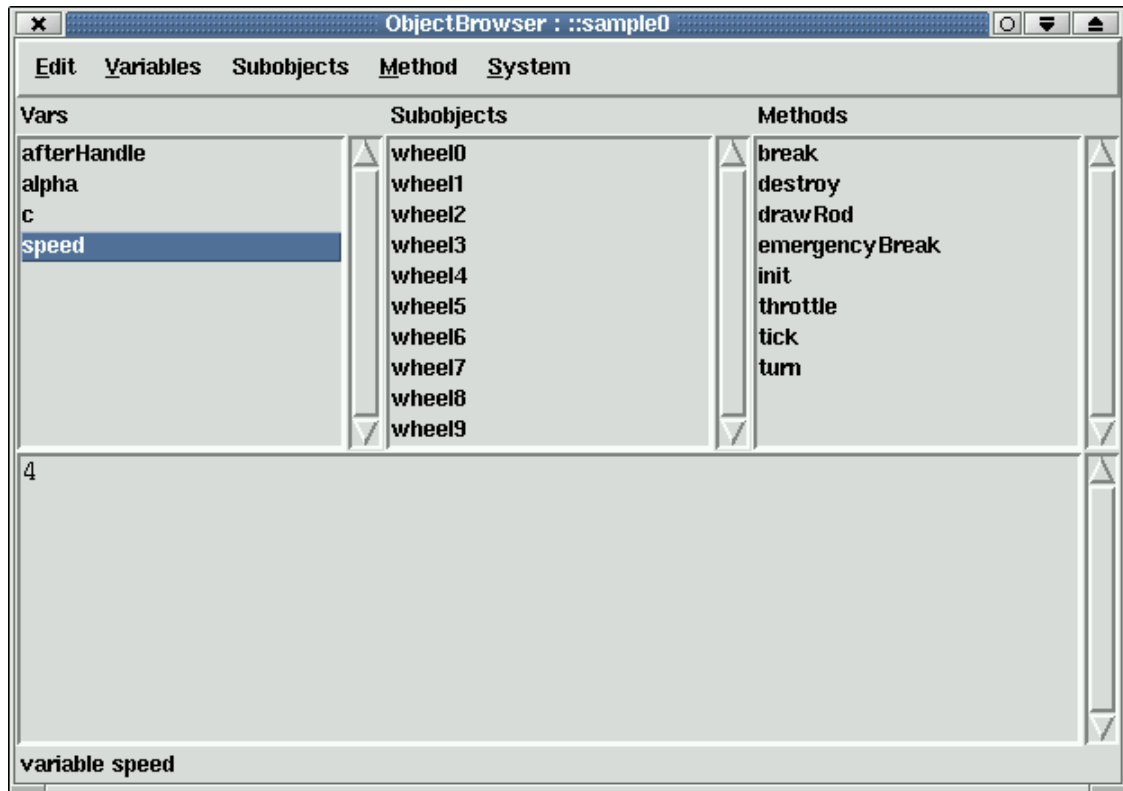 ObjectBrowser : ::sample0
Edit Variables Subobjects Method System
Vars
afterHandle
alpha
c
speed
Subobjects
wheel0
wheel1
wheel2
wheel3
wheel4
wheel5
wheel6
wheel7
wheel8
wheel9
Methods
break
destroy
drawRod
emergencyBreak
init
throttle
tick
turn
4
variable speed